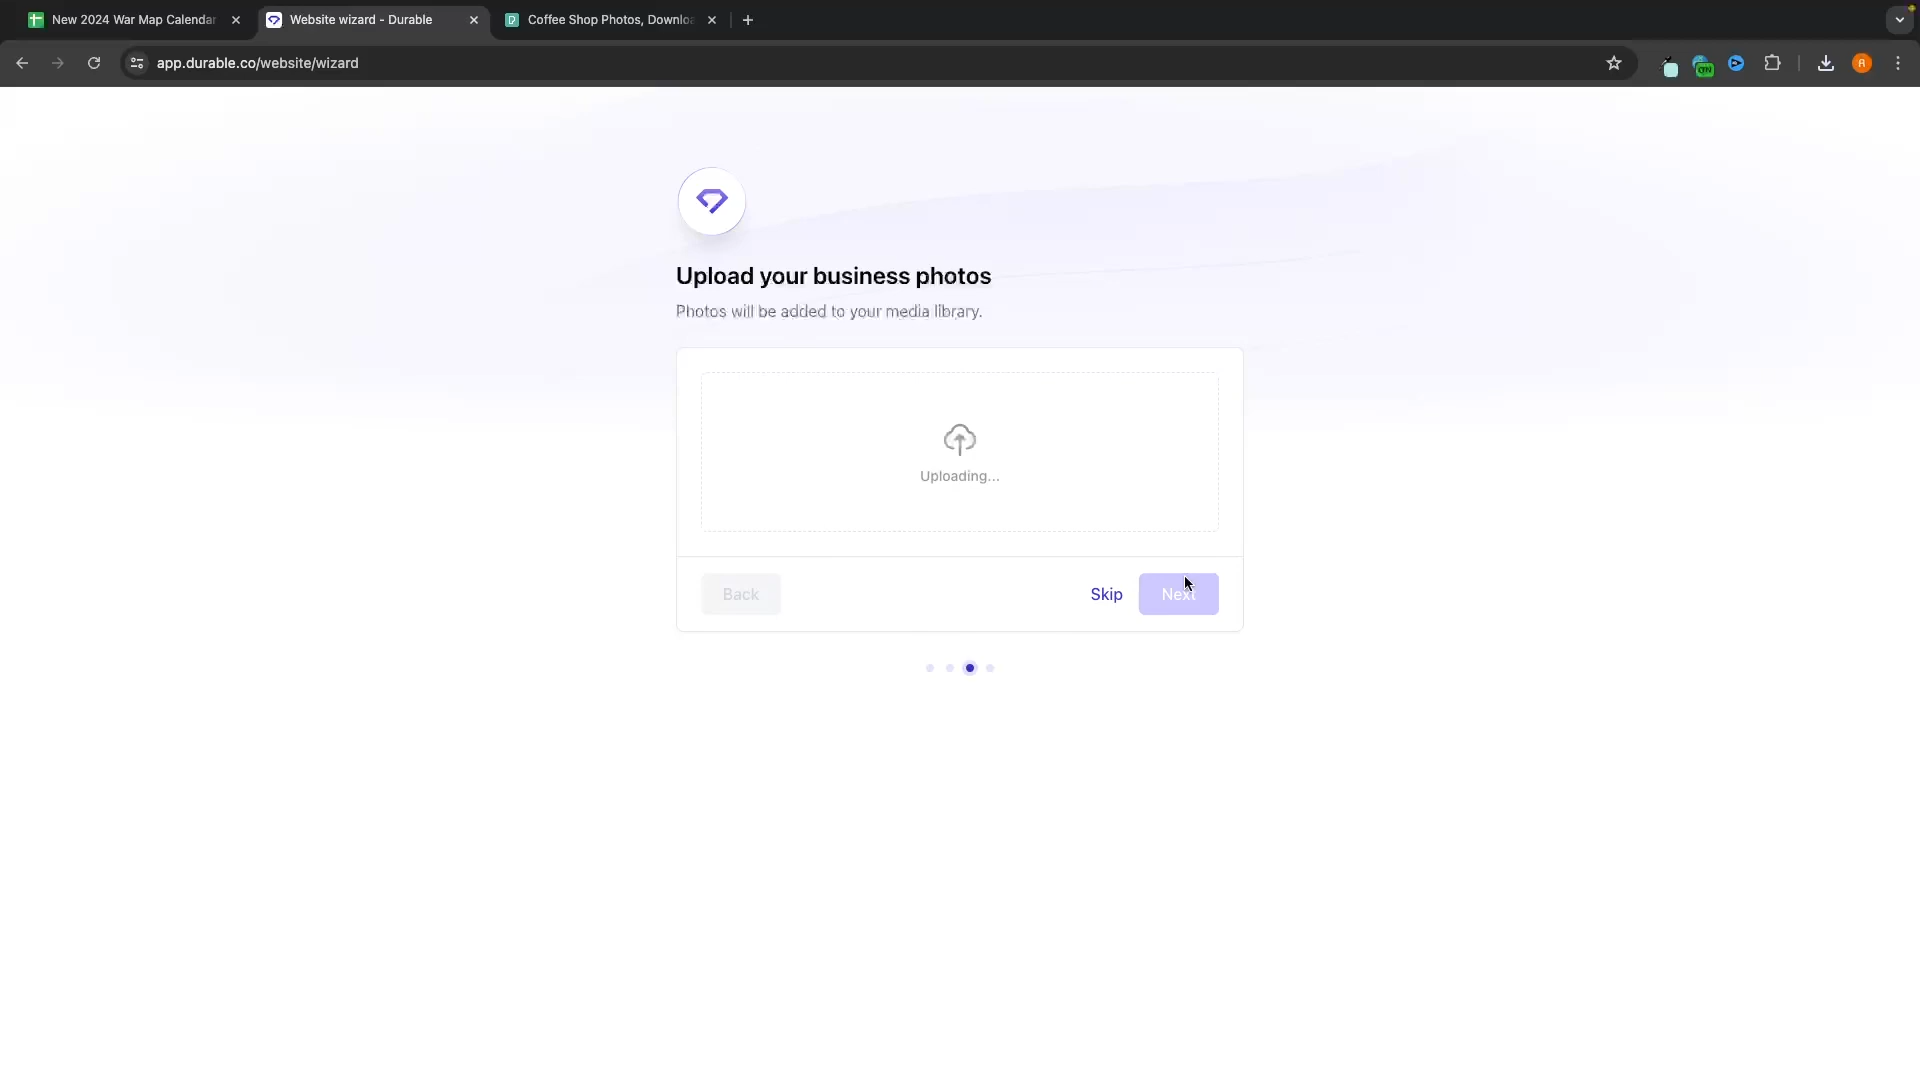 New 2024 War Map Calendar
Website wizard - Durable
Coffee Shop Photos, Downlo
app.durable.co/website/wizard
ON
A
Upload your business photos
Photos will be added to your media library.
Uploading...
Back
Skip
Next